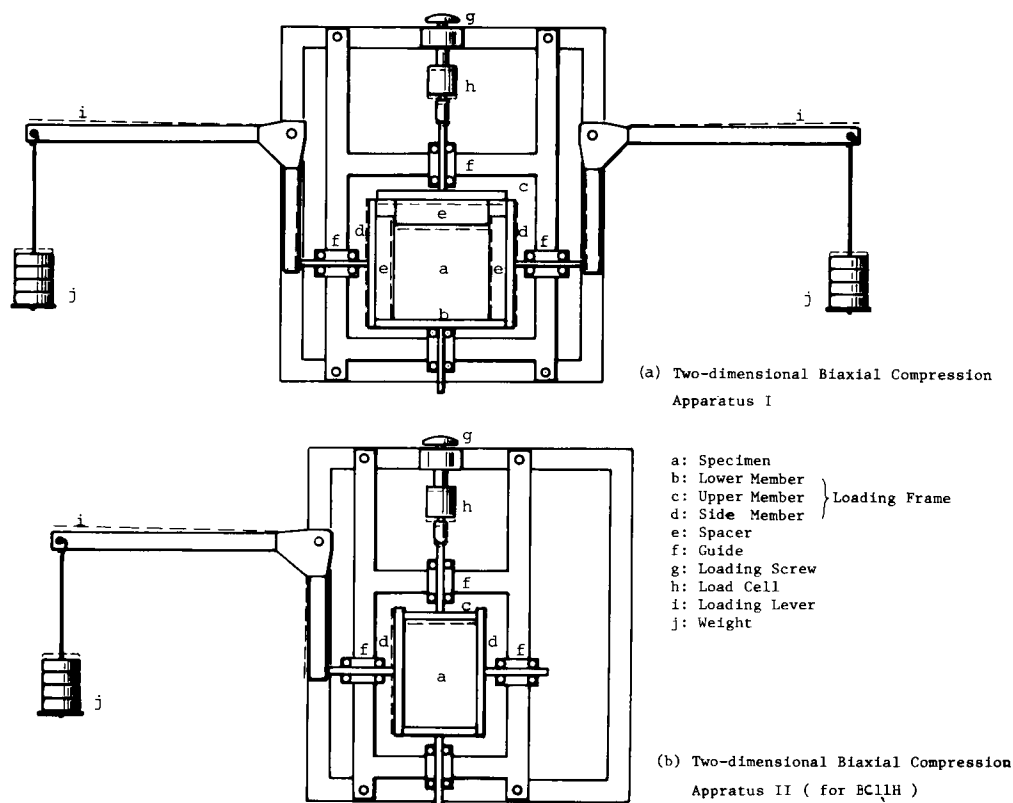 g
h
i
i
f
c
e
d
d
f
f
e
a
e
b
j
j
(a) Two-dimensional Biaxial Compression
Apparatus I
g
h
i
f
c
d
d
f
f
a
j
f
a: Specimen
b: Lower Member
c: Upper Member
d: Side Member
Loading Frame
e: Spacer
f: Guide
g: Loading Screw
h: Load Cell
i: Loading Lever
j: Weight
(b) Two-dimensional Biaxial Compression
Appratus II ( for BC11H )